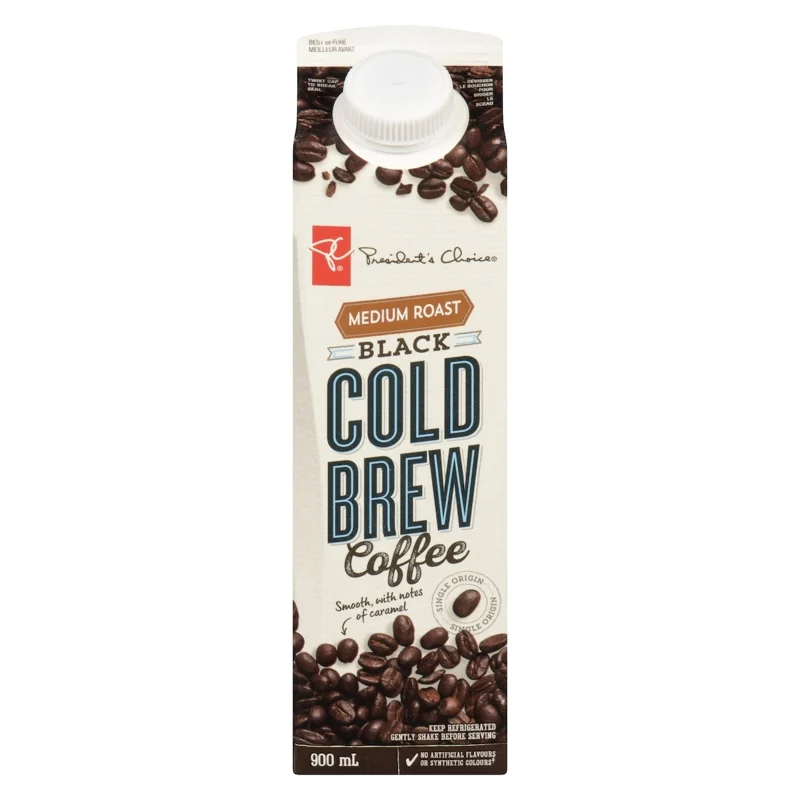 BEST BEFORE
MEILLEUR AVANT
TWIST CAP
TO BREAK
SEAL
DÉVISSER
LE BOUCHON
POUR
BRISER
LE
SCEAU
PC®
President's Choice®
MEDIUM ROAST
BLACK
COLD
BREW
Coffee
Smooth, with notes
of caramel
SINGLE ORIGIN
SINGLE ORIGIN
KEEP REFRIGERATED
GENTLY SHAKE BEFORE SERVING
900 mL
✓ NO ARTIFICIAL FLAVOURS
OR SYNTHETIC COLOURS†